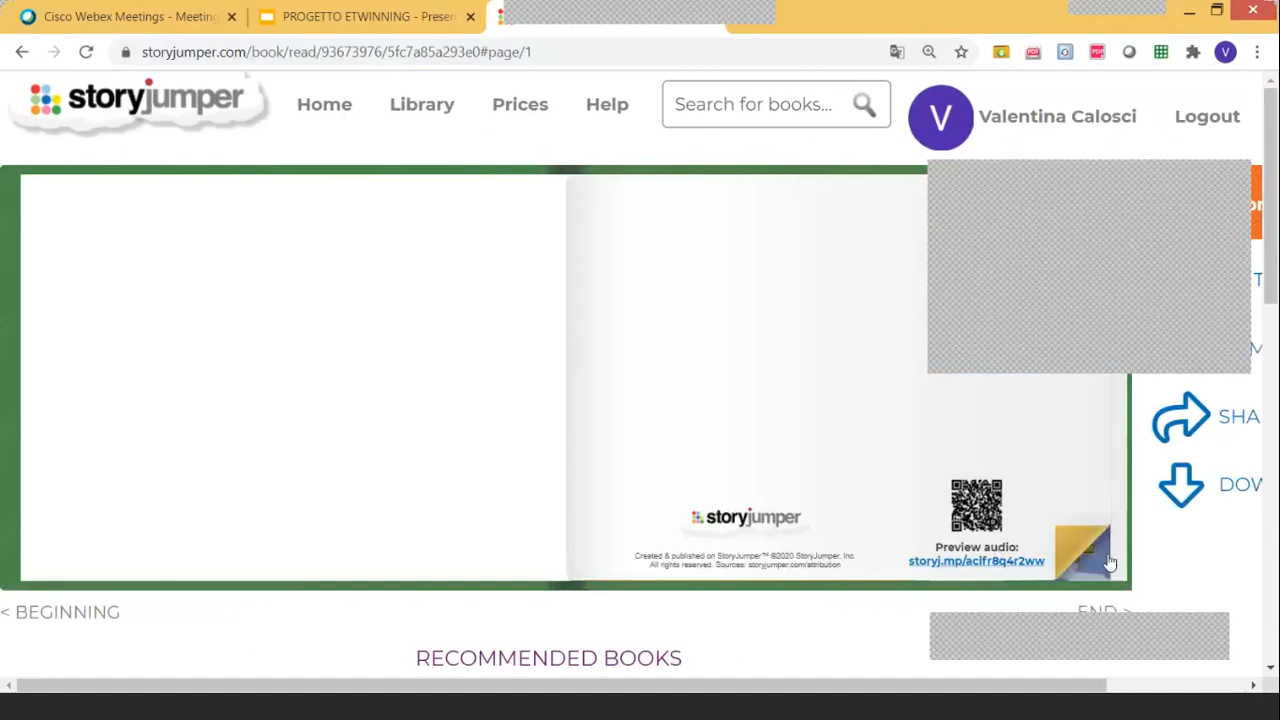 Cisco Webex Meetings - Meetin
PROGETTO ETWINNING - Presen
storyjumper.com/book/read/93673976/5fc7a85a293e0#page/1
V
storyjumper
Home
Library
Prices
Help
Search for books...
V
Valentina Calosci
Logout
SHA
DOW
storyjumper
Created & published on StoryJumper™ ©2020 StoryJumper, Inc.
All rights reserved. Sources: storyjumper.com/attribution
Preview audio:
storyj.mp/acifr8q4r2ww
< BEGINNING
END >
RECOMMENDED BOOKS